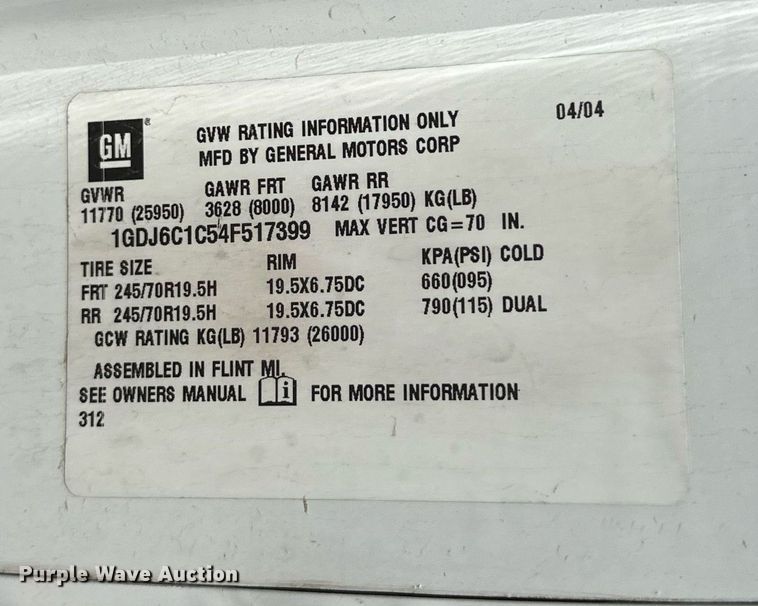 GM ®
GVW RATING INFORMATION ONLY 04/04
MFD BY GENERAL MOTORS CORP
GVWR GAWR FRT GAWR RR
11770 (25950) 3628 (8000) 8142 (17950) KG(LB)
1GDJ6C1C54F517399 MAX VERT CG=70 IN.
TIRE SIZE RIM KPA(PSI) COLD
FRT 245/70R19.5H 19.5X6.75DC 660(095)
RR 245/70R19.5H 19.5X6.75DC 790(115) DUAL
GCW RATING KG(LB) 11793 (26000)
ASSEMBLED IN FLINT MI.
SEE OWNERS MANUAL i FOR MORE INFORMATION
312
Purple Wave Auction